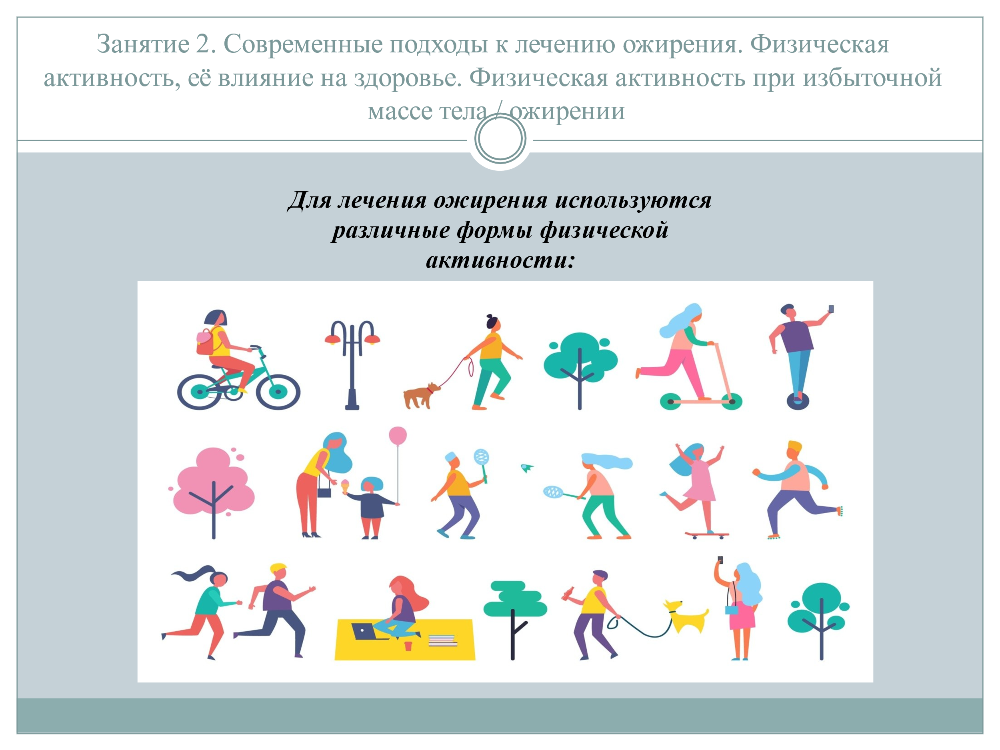 Занятие 2. Современные подходы к лечению ожирения. Физическая
активность, её влияние на здоровье. Физическая активность при избыточной
массе тела / ожирении
Для лечения ожирения используются
различные формы физической
активности: